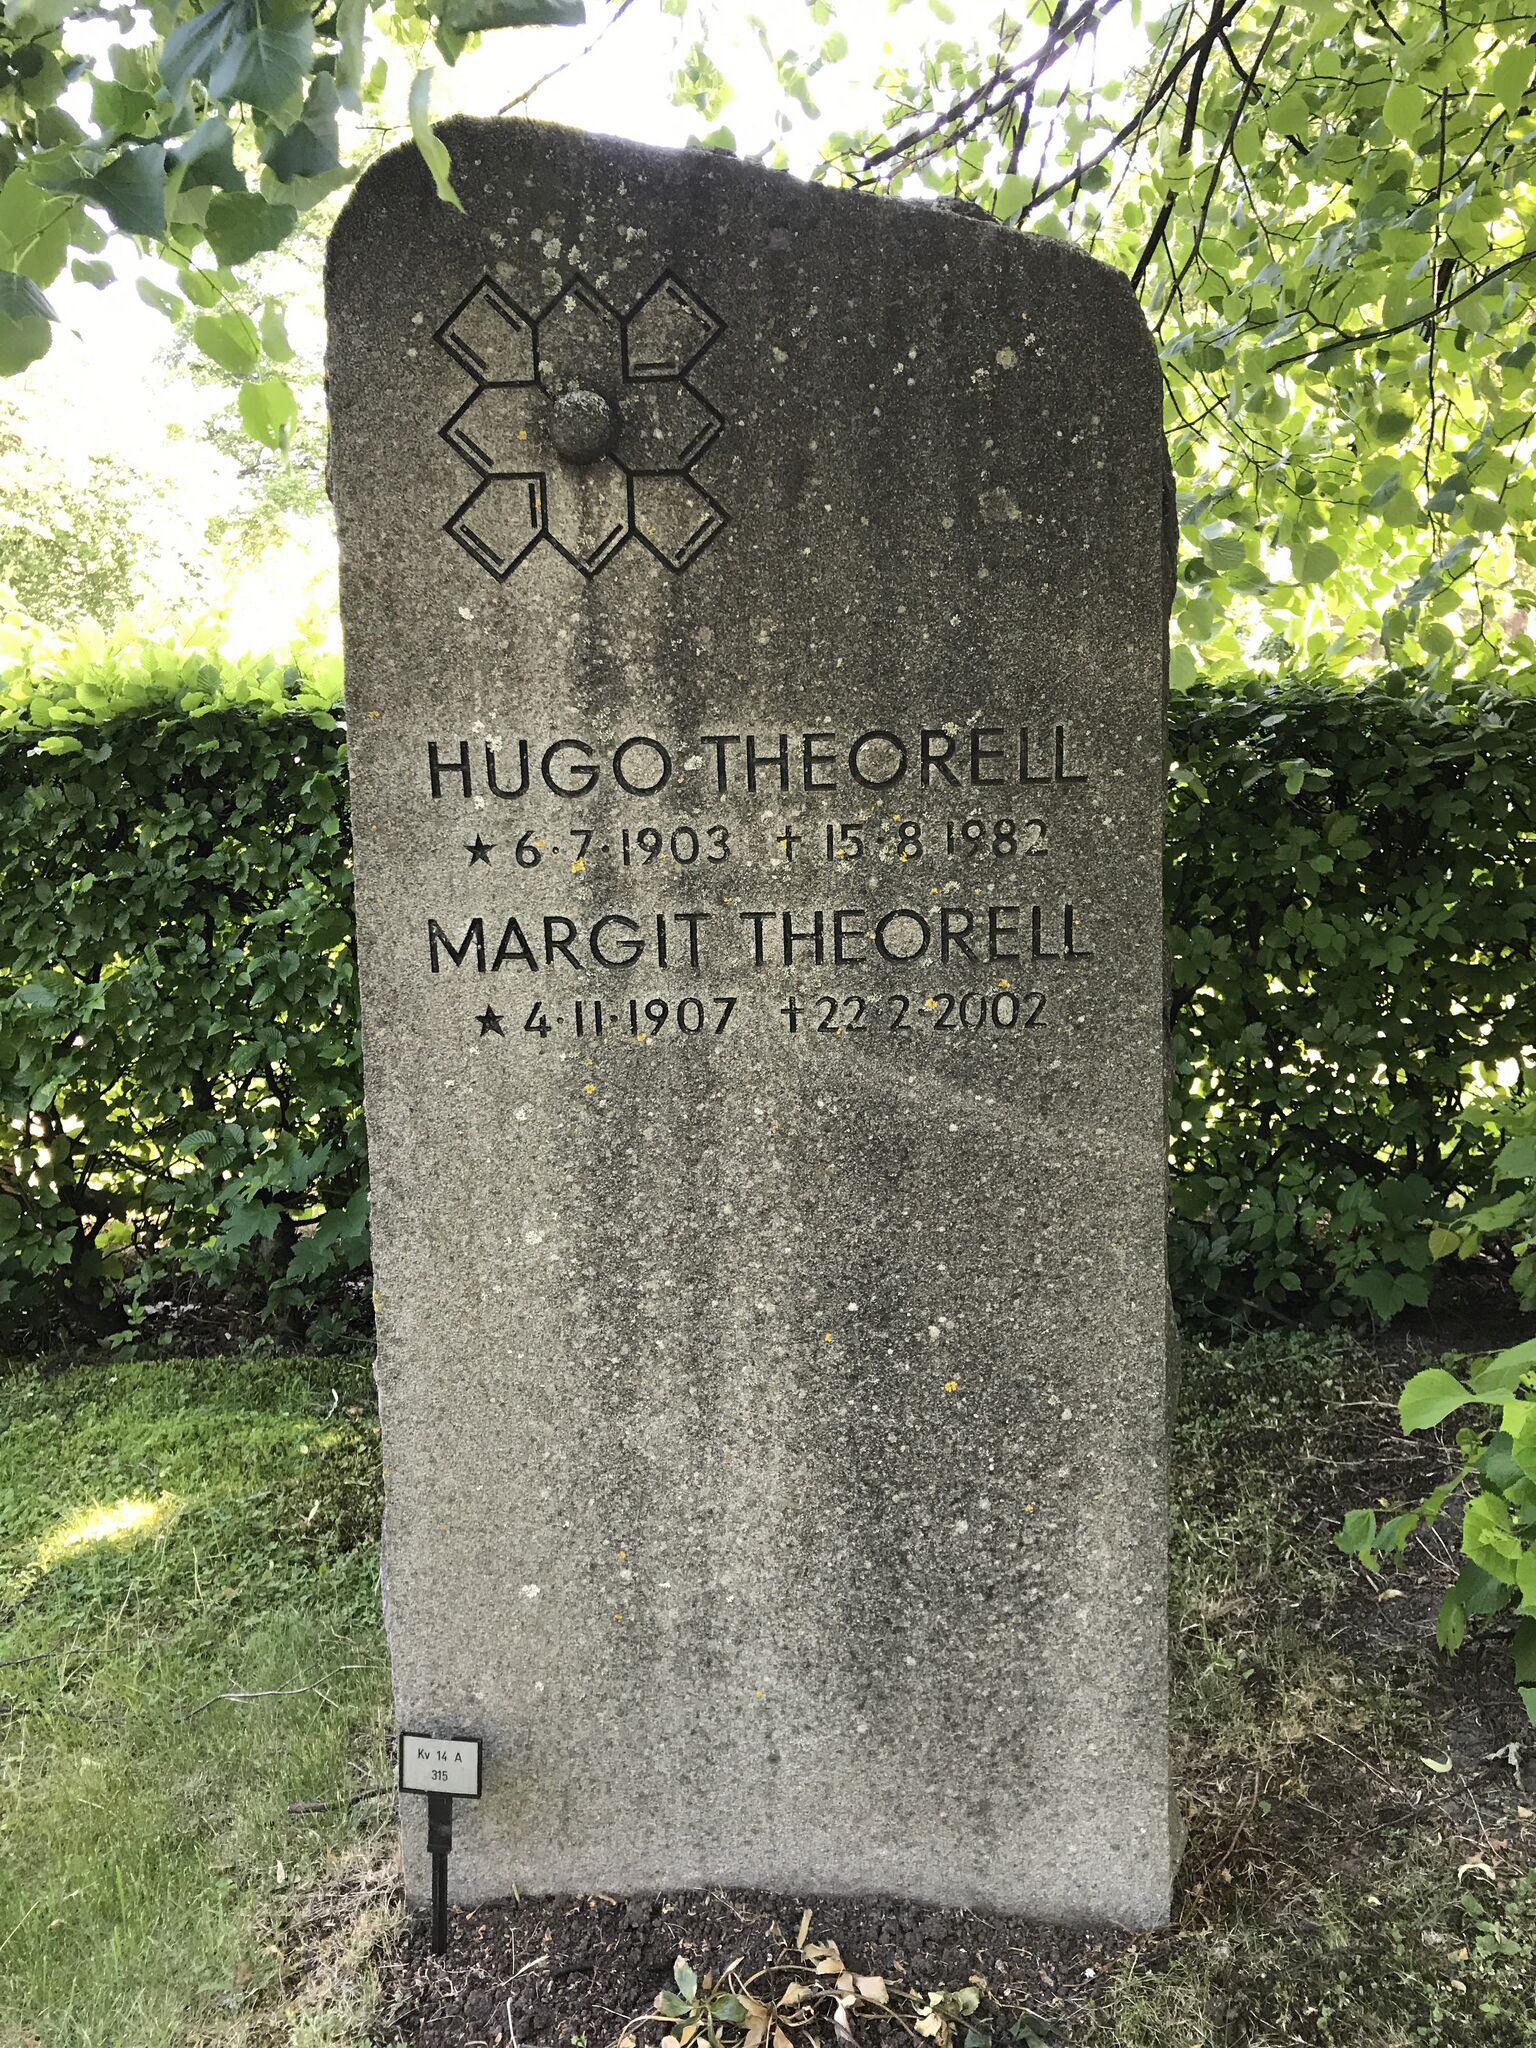 HUGO THEORELL
★ 6·7·1903 †15·8 1982
MARGIT THEORELL
★ 4·11·1907 †22 2·2002
Kv 14 A
315